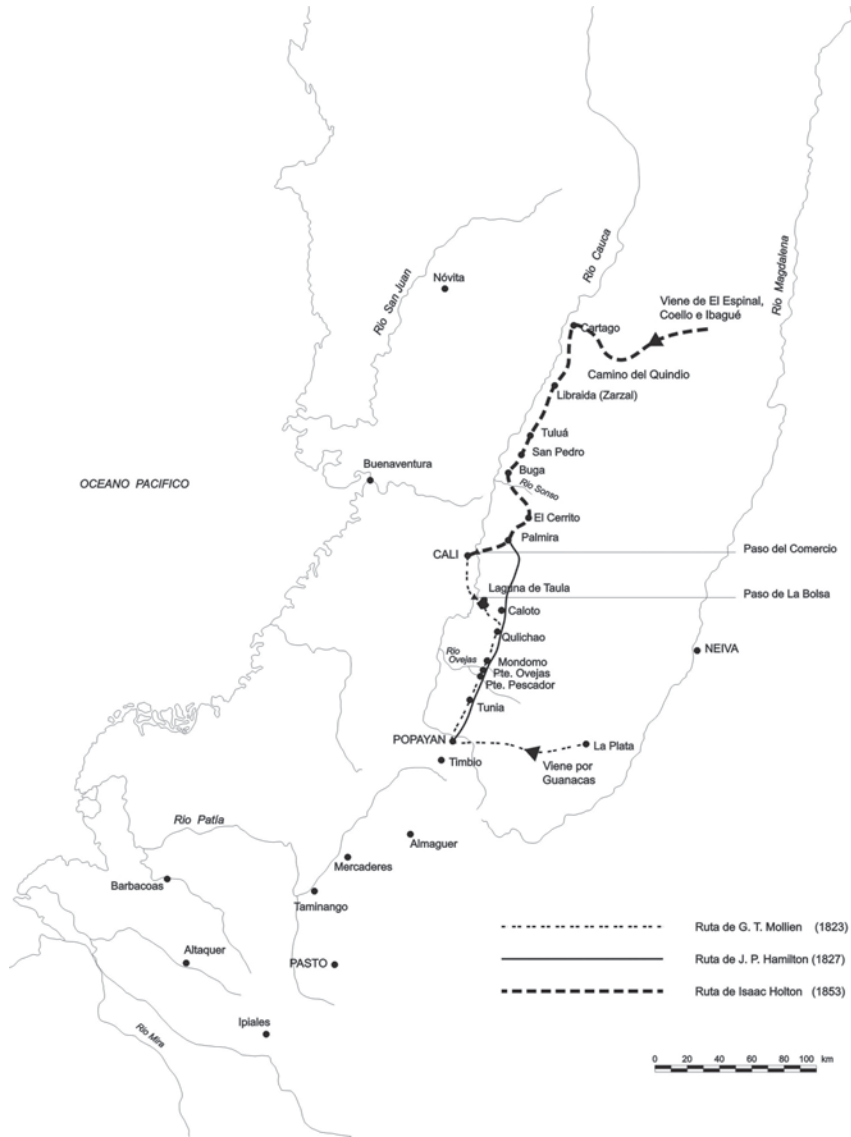 Río Cauca
Río Magdalena
Río San Juan
Nóvita
Viene de El Espinal,
Coello e Ibagué
Cartago
Camino del Quindio
Libraida (Zarzal)
Tuluá
San Pedro
Buenaventura
Buga
Río Sonso
OCEANO PACIFICO
El Cerrito
Palmira
CALI
Paso del Comercio
Laguna de Taula
Paso de La Bolsa
Caloto
Qulichao
Río
Ovejas
Mondomo
NEIVA
Pte. Ovejas
Pte. Pescador
Tunia
POPAYAN
La Plata
Timbio
Viene por
Guanacas
Río Patía
Almaguer
Mercaderes
Barbacoas
Taminango
Altaquer
PASTO
Ipiales
Río Mira
Ruta de G. T. Mollien (1823)
Ruta de J. P. Hamilton (1827)
Ruta de Isaac Holton (1853)
0 20 40 60 80 100 km